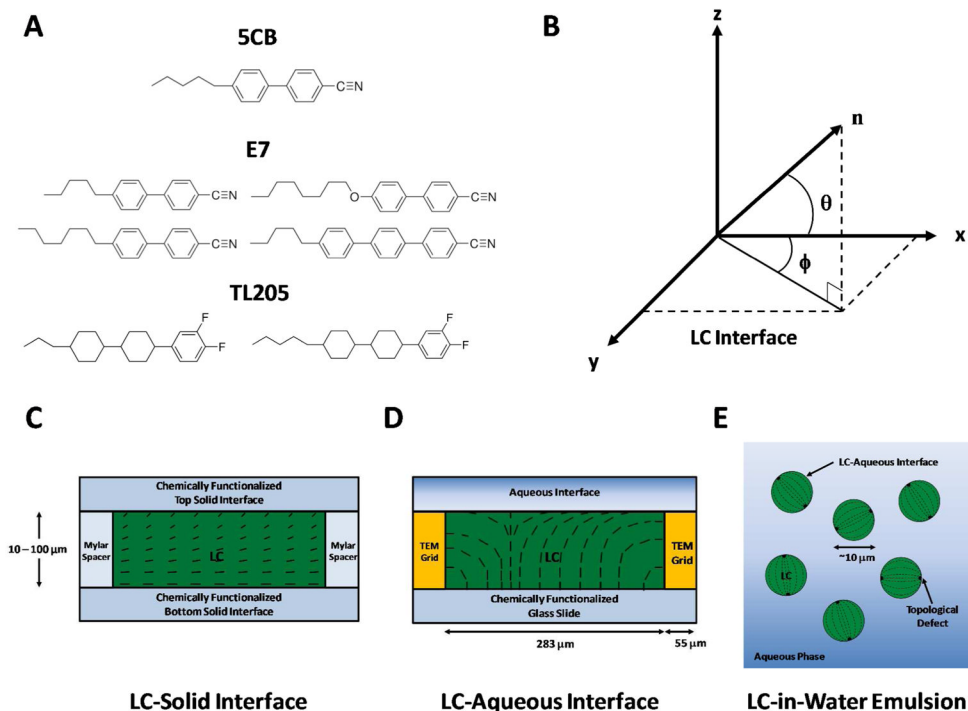 A
5CB
C≡N
E7
C≡N
O
C≡N
C≡N
C≡N
TL205
F
F
F
F
B
z
n
θ
x
ϕ
LC Interface
y
C
Chemically Functionalized
Top Solid Interface
10 – 100 μm
Mylar
Spacer
LC
Mylar
Spacer
Chemically Functionalized
Bottom Solid Interface
LC-Solid Interface
D
Aqueous Interface
TEM
Grid
LC
TEM
Grid
Chemically Functionalized
Glass Slide
283 μm
55 μm
LC-Aqueous Interface
E
LC-Aqueous Interface
~10 μm
LC
Topological
Defect
Aqueous Phase
LC-in-Water Emulsion